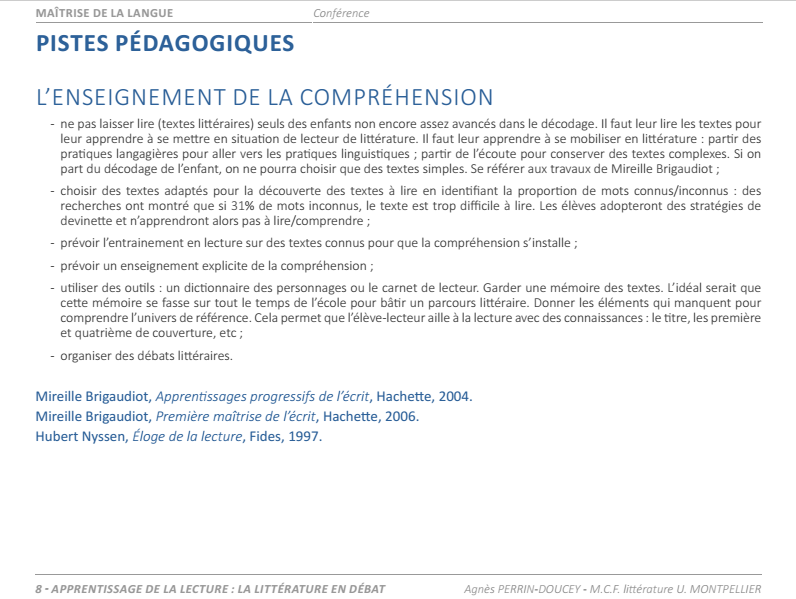 MAÎTRISE DE LA LANGUE
Conférence
PISTES PÉDAGOGIQUES
L’ENSEIGNEMENT DE LA COMPRÉHENSION
- ne pas laisser lire (textes littéraires) seuls des enfants non encore assez avancés dans le décodage. Il faut leur lire les textes pour
leur apprendre à se mettre en situation de lecteur de littérature. Il faut leur apprendre à se mobiliser en littérature : partir des
pratiques langagières pour aller vers les pratiques linguistiques ; partir de l’écoute pour conserver des textes complexes. Si on
part du décodage de l’enfant, on ne pourra choisir que des textes simples. Se référer aux travaux de Mireille Brigaudiot ;
- choisir des textes adaptés pour la découverte des textes à lire en identifiant la proportion de mots connus/inconnus : des
recherches ont montré que si 31% de mots inconnus, le texte est trop difficile à lire. Les élèves adopteront des stratégies de
devinette et n’apprendront alors pas à lire/comprendre ;
- prévoir l’entrainement en lecture sur des textes connus pour que la compréhension s’installe ;
- prévoir un enseignement explicite de la compréhension ;
- utiliser des outils : un dictionnaire des personnages ou le carnet de lecteur. Garder une mémoire des textes. L’idéal serait que
cette mémoire se fasse sur tout le temps de l’école pour bâtir un parcours littéraire. Donner les éléments qui manquent pour
comprendre l’univers de référence. Cela permet que l’élève-lecteur aille à la lecture avec des connaissances : le titre, les première
et quatrième de couverture, etc ;
- organiser des débats littéraires.
Mireille Brigaudiot, Apprentissages progressifs de l’écrit, Hachette, 2004.
Mireille Brigaudiot, Première maîtrise de l’écrit, Hachette, 2006.
Hubert Nyssen, Éloge de la lecture, Fides, 1997.
8 - APPRENTISSAGE DE LA LECTURE : LA LITTÉRATURE EN DÉBAT
Agnès PERRIN-DOUCEY - M.C.F. littérature U. MONTPELLIER